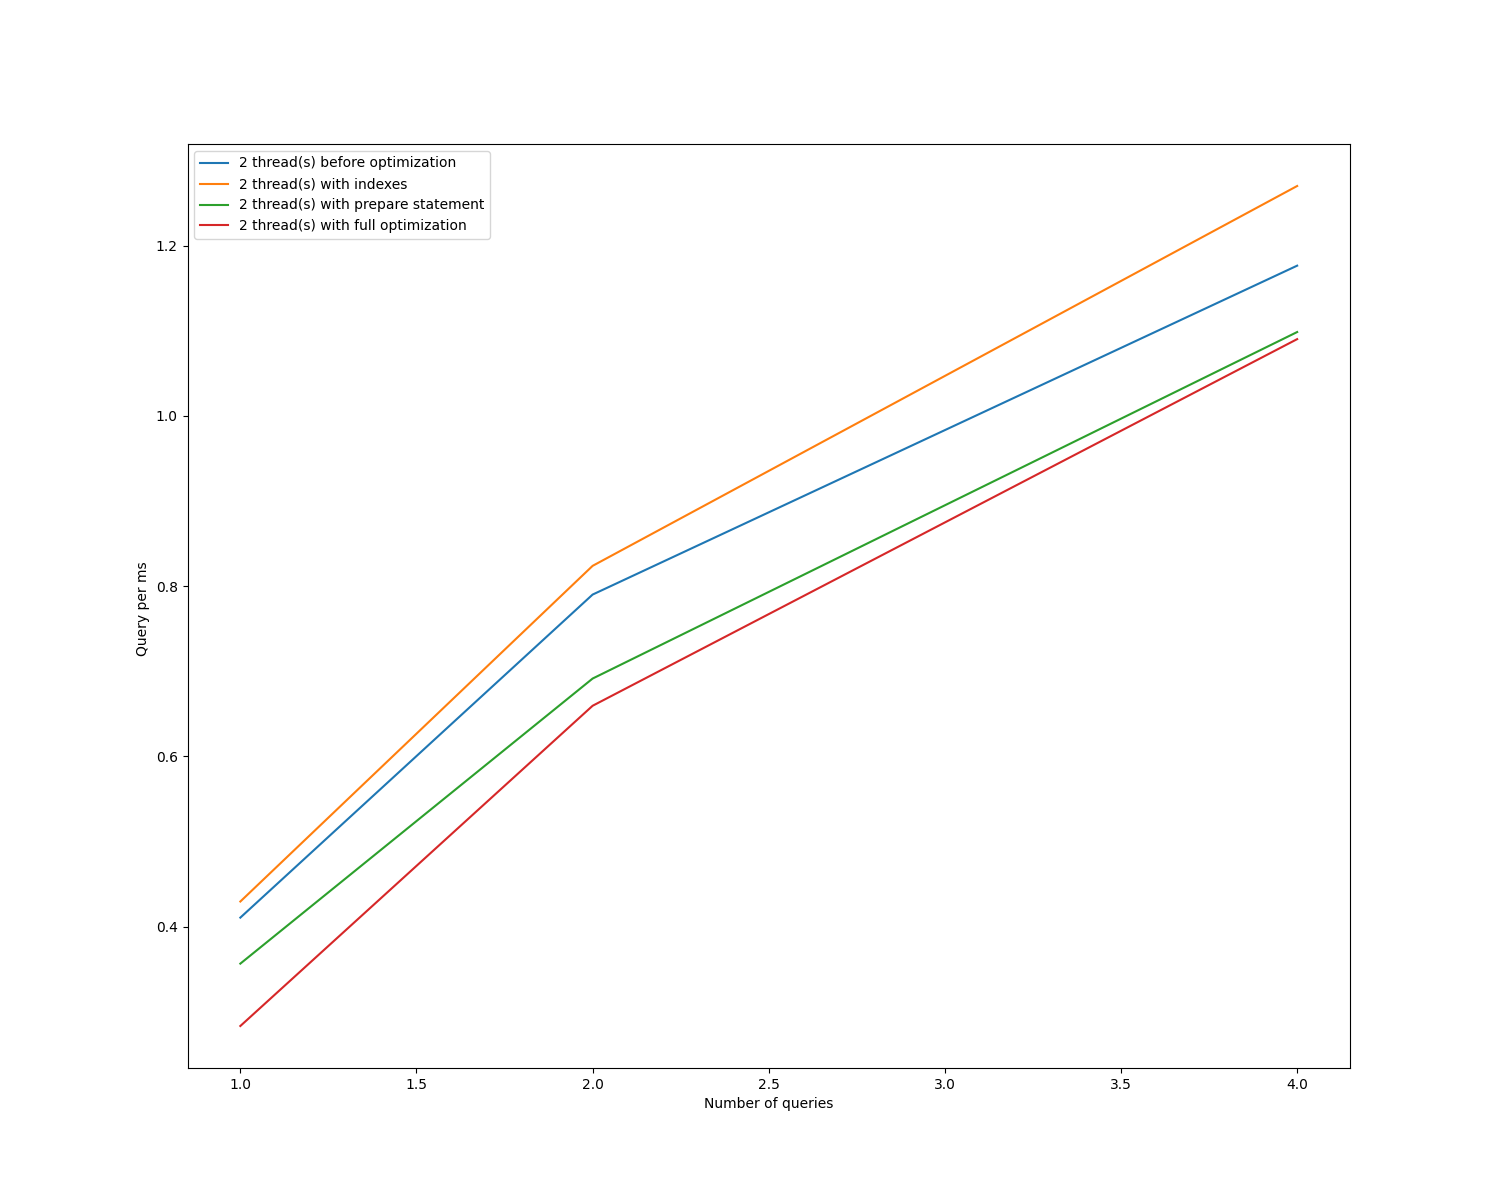 2 thread(s) before optimization
2 thread(s) with indexes
2 thread(s) with prepare statement
2 thread(s) with full optimization
1.2
1.0
0.8
0.6
0.4
Query per ms
1.0 1.5 2.0 2.5 3.0 3.5 4.0
Number of queries